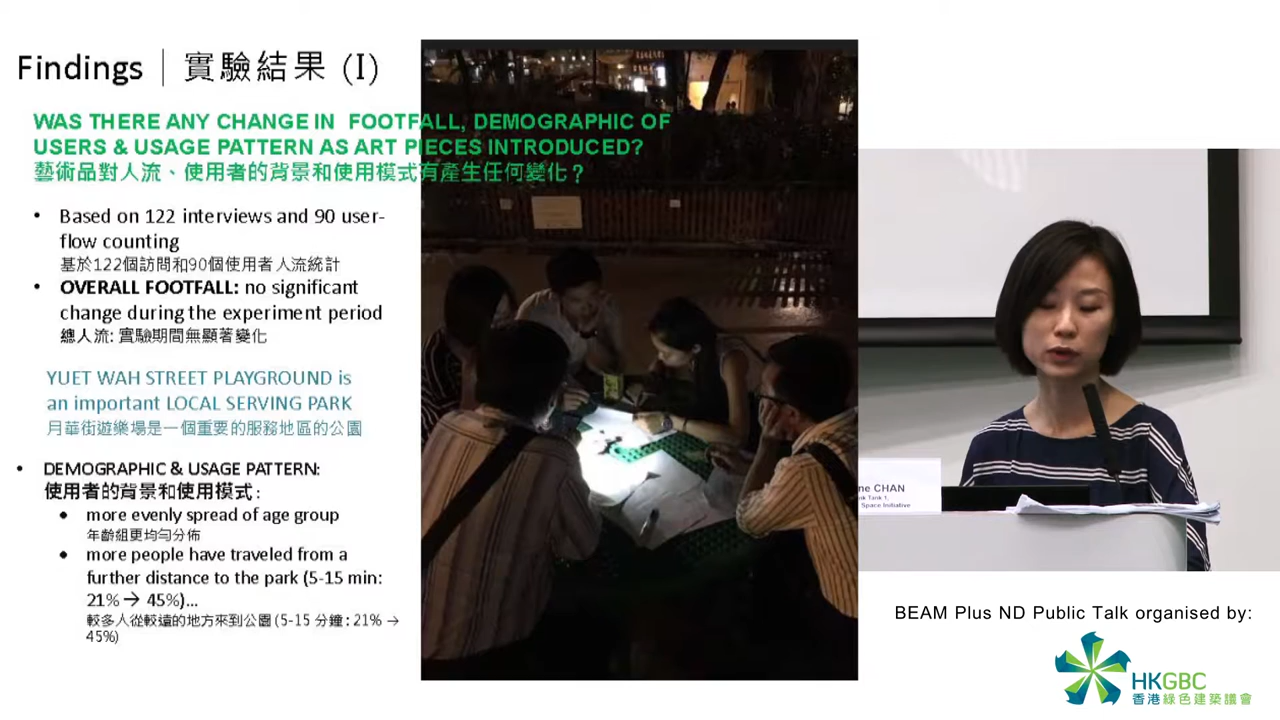 Findings | 實驗結果 (I)
WAS THERE ANY CHANGE IN FOOTFALL, DEMOGRAPHIC OF
USERS & USAGE PATTERN AS ART PIECES INTRODUCED?
藝術品對人流、使用者的背景和使用模式有產生任何變化？
• Based on 122 interviews and 90 user-
flow counting
基於122個訪問和90個使用者人流統計
• OVERALL FOOTFALL: no significant
change during the experiment period
總人流: 實驗期間無顯著變化
YUET WAH STREET PLAYGROUND is
an important LOCAL SERVING PARK
月華街遊樂場是一個重要的服務地區的公園
• DEMOGRAPHIC & USAGE PATTERN:
使用者的背景和使用模式:
• more evenly spread of age group
年齡組更均勻分佈
• more people have traveled from a
further distance to the park (5-15 min:
21% → 45%)...
較多人從較遠的地方來到公園 (5-15 分鐘: 21% →
45%)
ne CHAN
nk Tank 1,
Space Initiative
BEAM Plus ND Public Talk organised by:
HKGBC
香港綠色建築議會